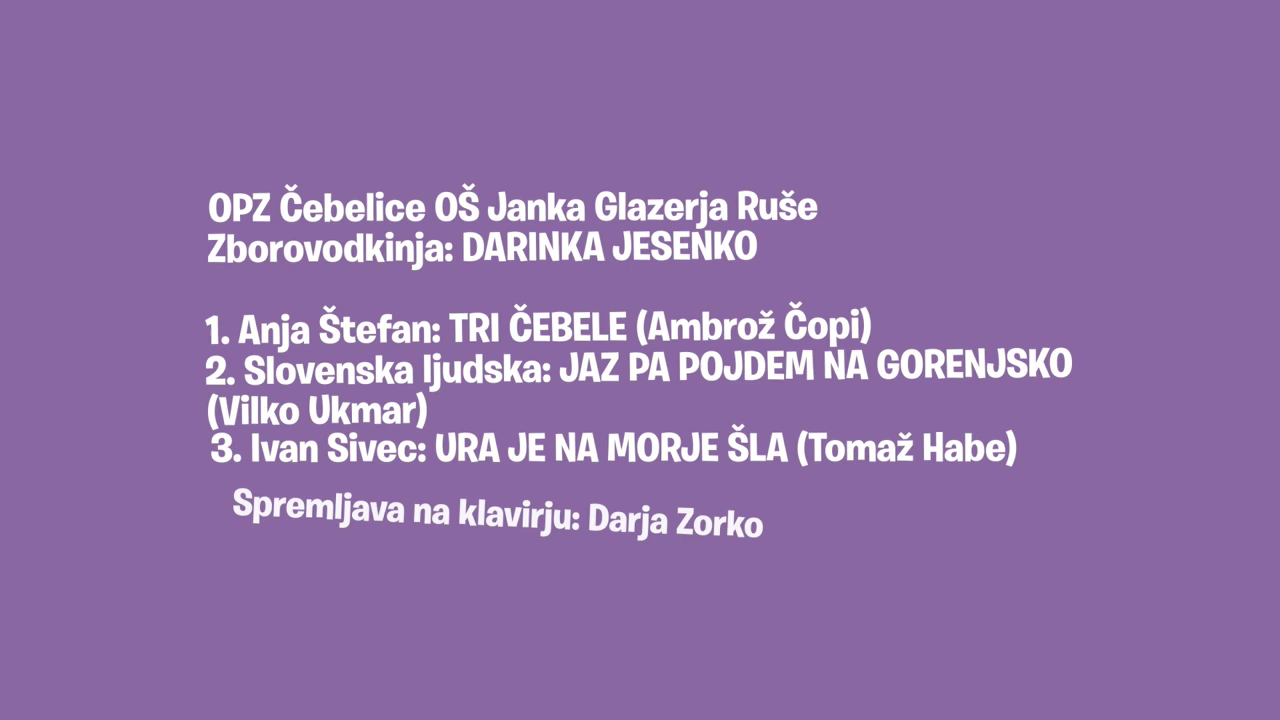 OPZ Čebelice OŠ Janka Glazerja Ruše
Zborovodkinja: DARINKA JESENKO
1. Anja Štefan: TRI ČEBELE (Ambrož Čopi)
2. Slovenska ljudska: JAZ PA POJDEM NA GORENJSKO
(Vilko Ukmar)
3. Ivan Sivec: URA JE NA MORJE ŠLA (Tomaž Habe)
Spremljava na klavirju: Darja Zorko